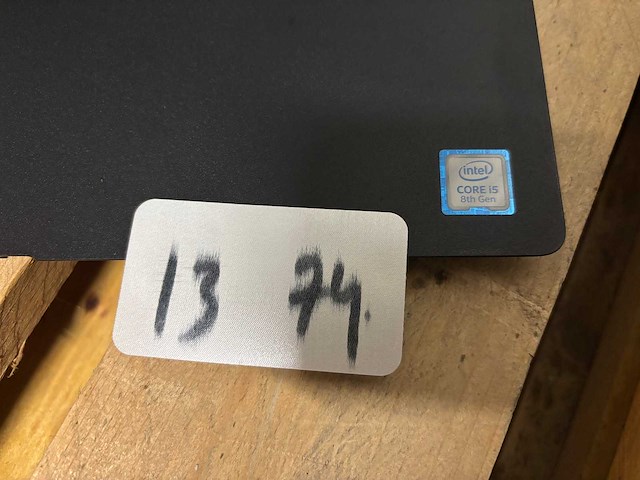 intel
CORE i5
8th Gen
13 74